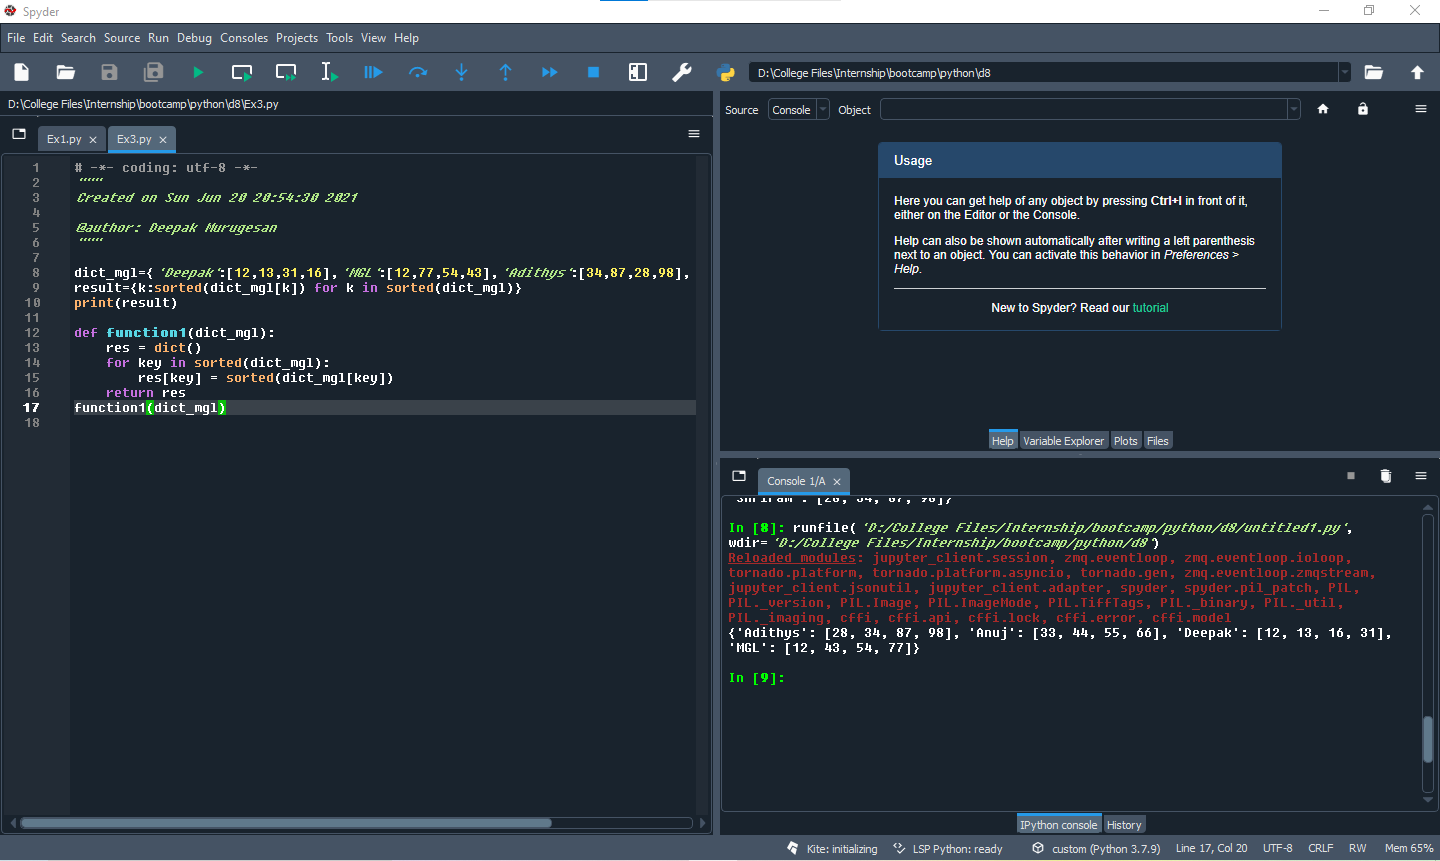 Spyder
File Edit Search Source Run Debug Consoles Projects Tools View Help
D:\College Files\Internship\bootcamp\python\d8
D:\College Files\Internship\bootcamp\python\d8\Ex3.py
Ex1.py
Ex3.py
1 # -*- coding: utf-8 -*-
2 """
3 Created on Sun Jun 20 20:54:30 2021
4
5 @author: Deepak Murugesan
6 """
7
8 dict_mgl={'Deepak':[12,13,31,16],'MGL':[12,77,54,43],'Adithys':[34,87,28,98],
9 result={k:sorted(dict_mgl[k]) for k in sorted(dict_mgl)}
10 print(result)
11
12 def function1(dict_mgl):
13     res = dict()
14     for key in sorted(dict_mgl):
15         res[key] = sorted(dict_mgl[key])
16     return res
17 function1(dict_mgl)
18
Source Console Object
Usage
Here you can get help of any object by pressing Ctrl+I in front of it,
either on the Editor or the Console.
Help can also be shown automatically after writing a left parenthesis
next to an object. You can activate this behavior in Preferences >
Help.
New to Spyder? Read our tutorial
Help Variable Explorer Plots Files
Console 1/A
In [8]: runfile('D:/College Files/Internship/bootcamp/python/d8/untitled1.py',
wdir='D:/College Files/Internship/bootcamp/python/d8')
Reloaded modules: jupyter_client.session, zmq.eventloop, zmq.eventloop.ioloop,
tornado.platform, tornado.platform.asyncio, tornado.gen, zmq.eventloop.zmqstream,
jupyter_client.jsonutil, jupyter_client.adapter, spyder, spyder.pil_patch, PIL,
PIL._version, PIL.Image, PIL.ImageMode, PIL.TiffTags, PIL._binary, PIL._util,
PIL._imaging, cffi, cffi.api, cffi.lock, cffi.error, cffi.model
{'Adithys': [28, 34, 87, 98], 'Anuj': [33, 44, 55, 66], 'Deepak': [12, 13, 16, 31],
'MGL': [12, 43, 54, 77]}
In [9]:
IPython console History
Kite: initializing LSP Python: ready custom (Python 3.7.9) Line 17, Col 20 UTF-8 CRLF RW Mem 65%